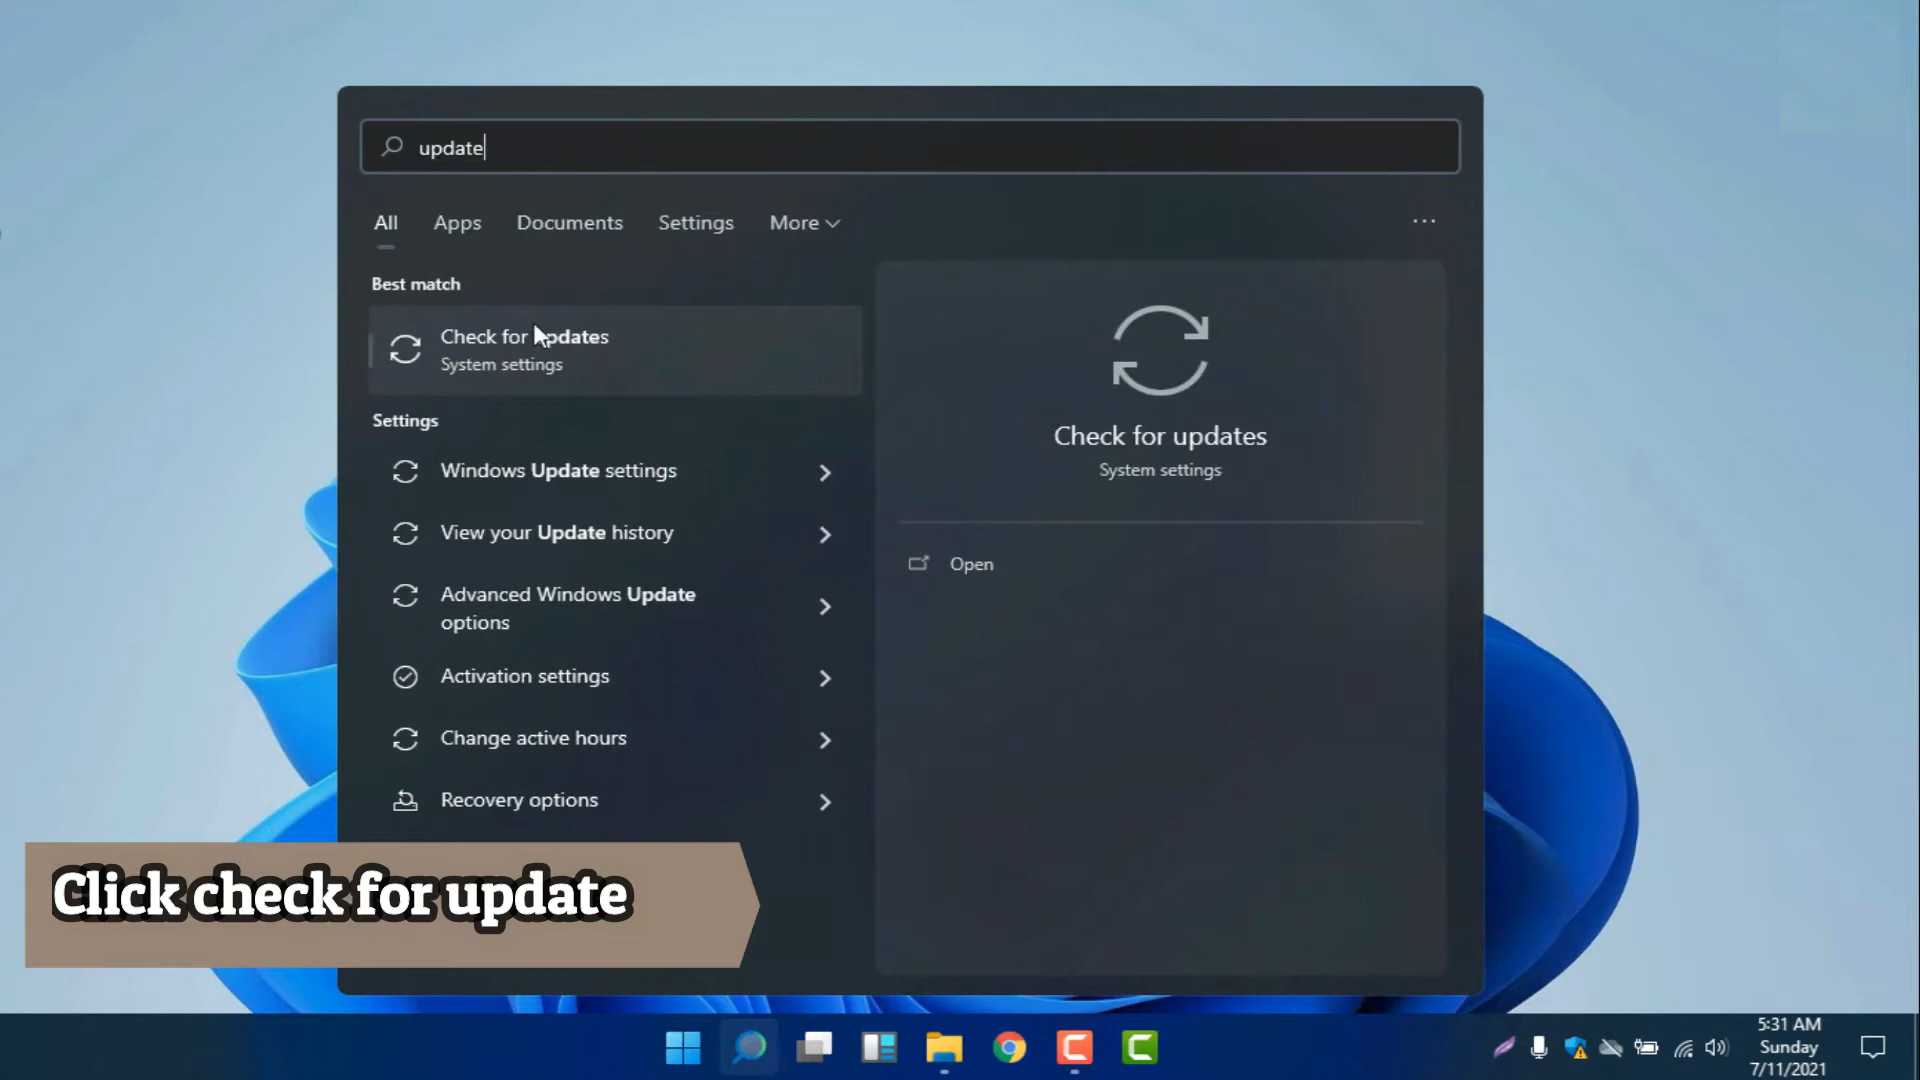 update
All Apps Documents Settings More
Best match
Check for updates
System settings
Settings
Windows Update settings
View your Update history
Advanced Windows Update
options
Activation settings
Change active hours
Recovery options
Check for updates
System settings
Open
Click check for update
5:31 AM
Sunday
7/11/2021